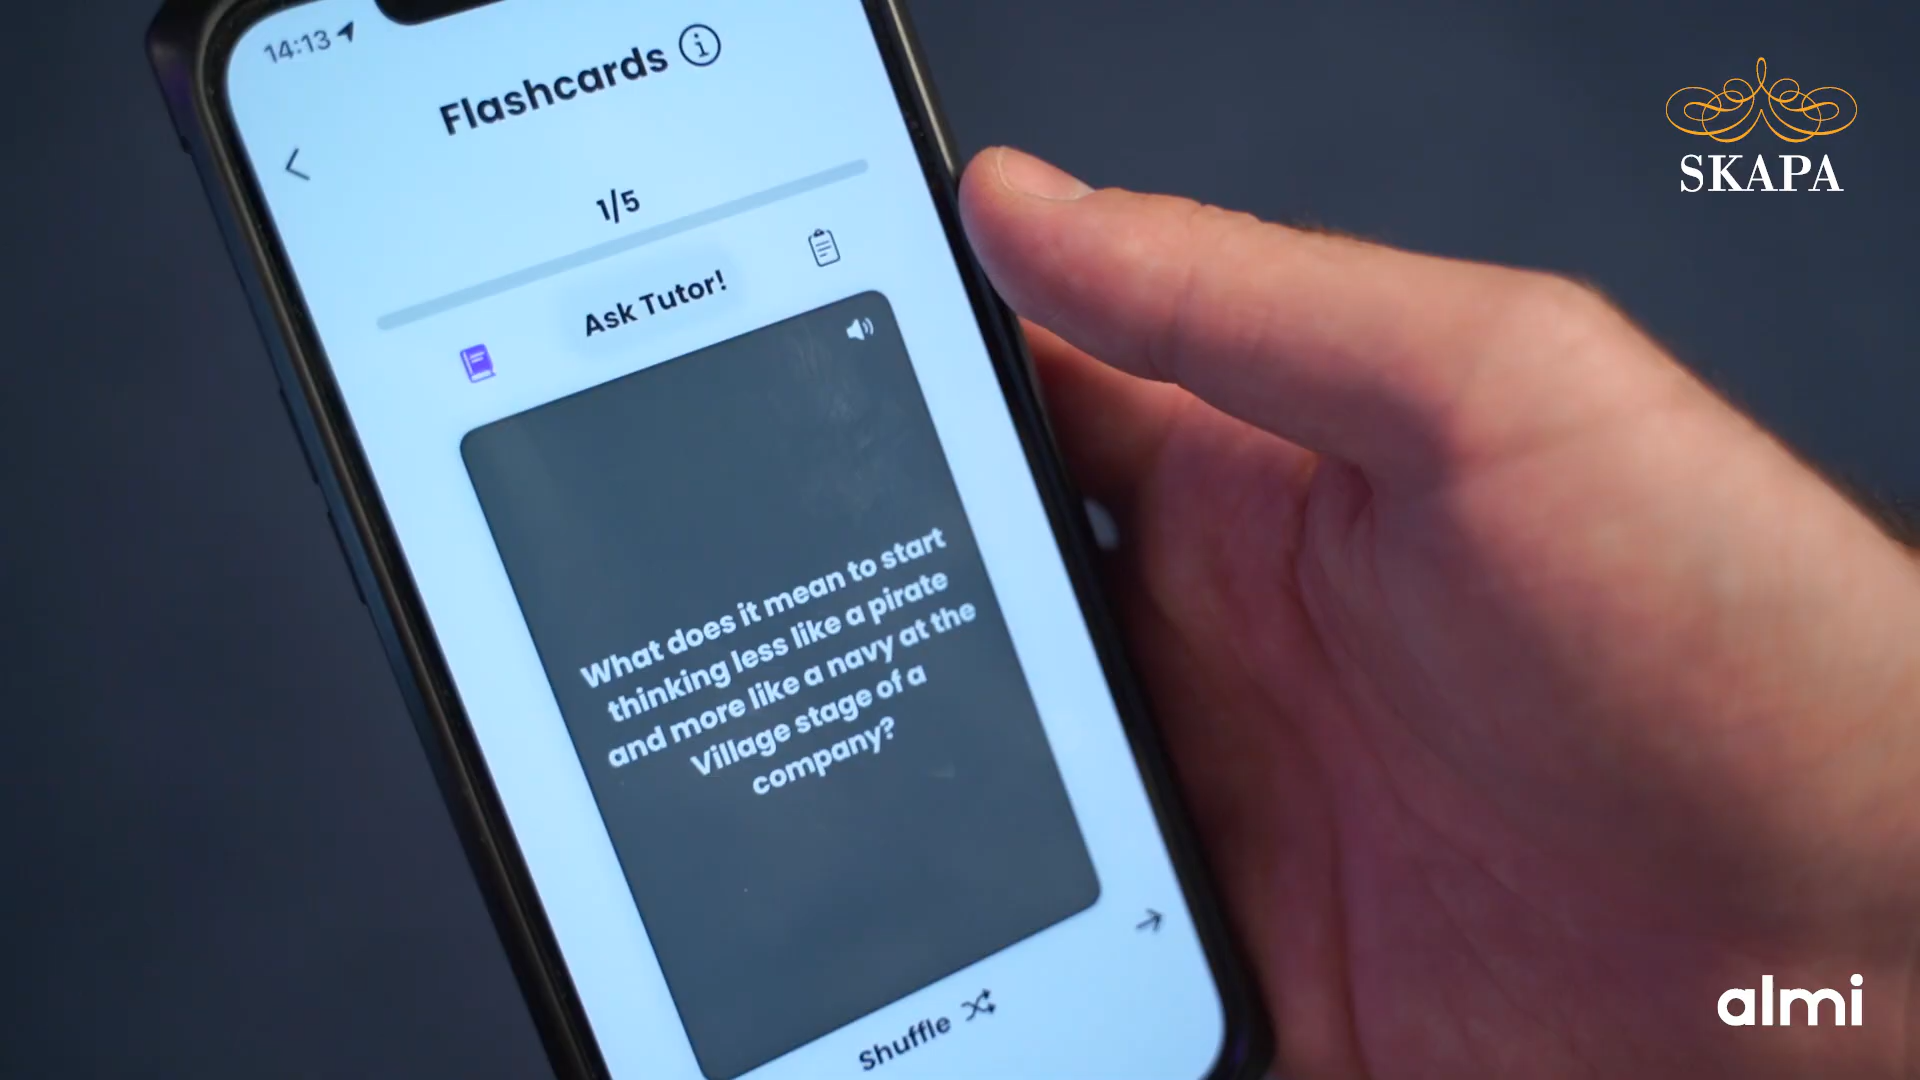 14:13
Flashcards
1/5
Ask Tutor!
What does it mean to start
thinking less like a pirate
and more like a navy at the
Village stage of a
company?
Shuffle
SKAPA
almi